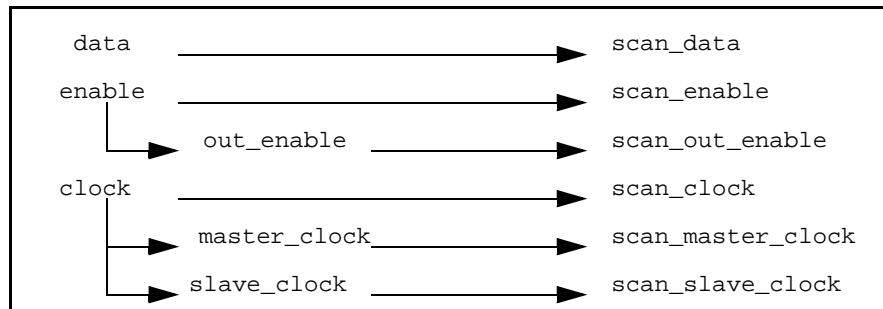 data scan_data
enable scan_enable
out_enable scan_out_enable
clock scan_clock
master_clock scan_master_clock
slave_clock scan_slave_clock